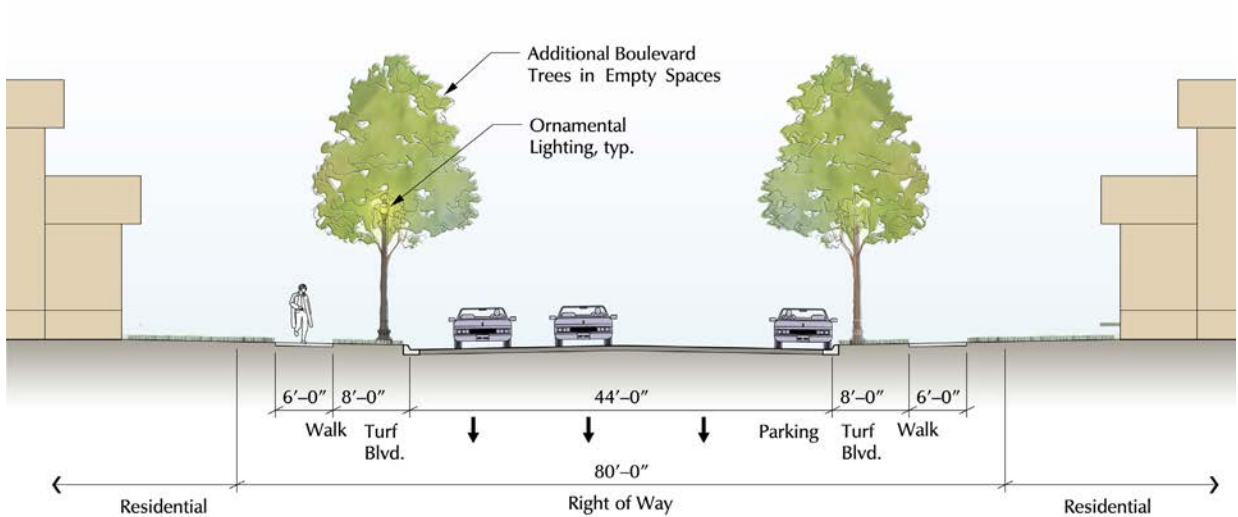 Additional Boulevard
Trees in Empty Spaces
Ornamental
Lighting, typ.
6’–0” 8’–0” 44’–0” 8’–0” 6’–0”
Walk Turf Parking Turf Walk
Blvd. Blvd.
80’–0”
Residential Right of Way Residential